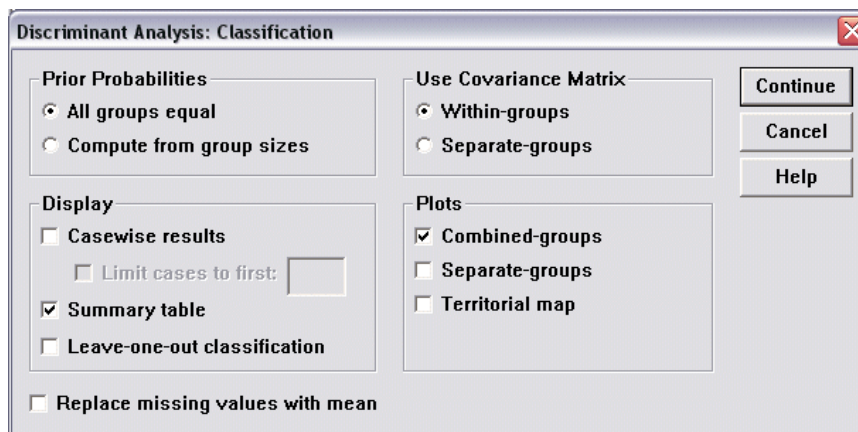 Discriminant Analysis: Classification
Prior Probabilities
All groups equal
Compute from group sizes
Use Covariance Matrix
Within-groups
Separate-groups
Continue
Cancel
Help
Display
Casewise results
Limit cases to first:
Summary table
Leave-one-out classification
Plots
Combined-groups
Separate-groups
Territorial map
Replace missing values with mean